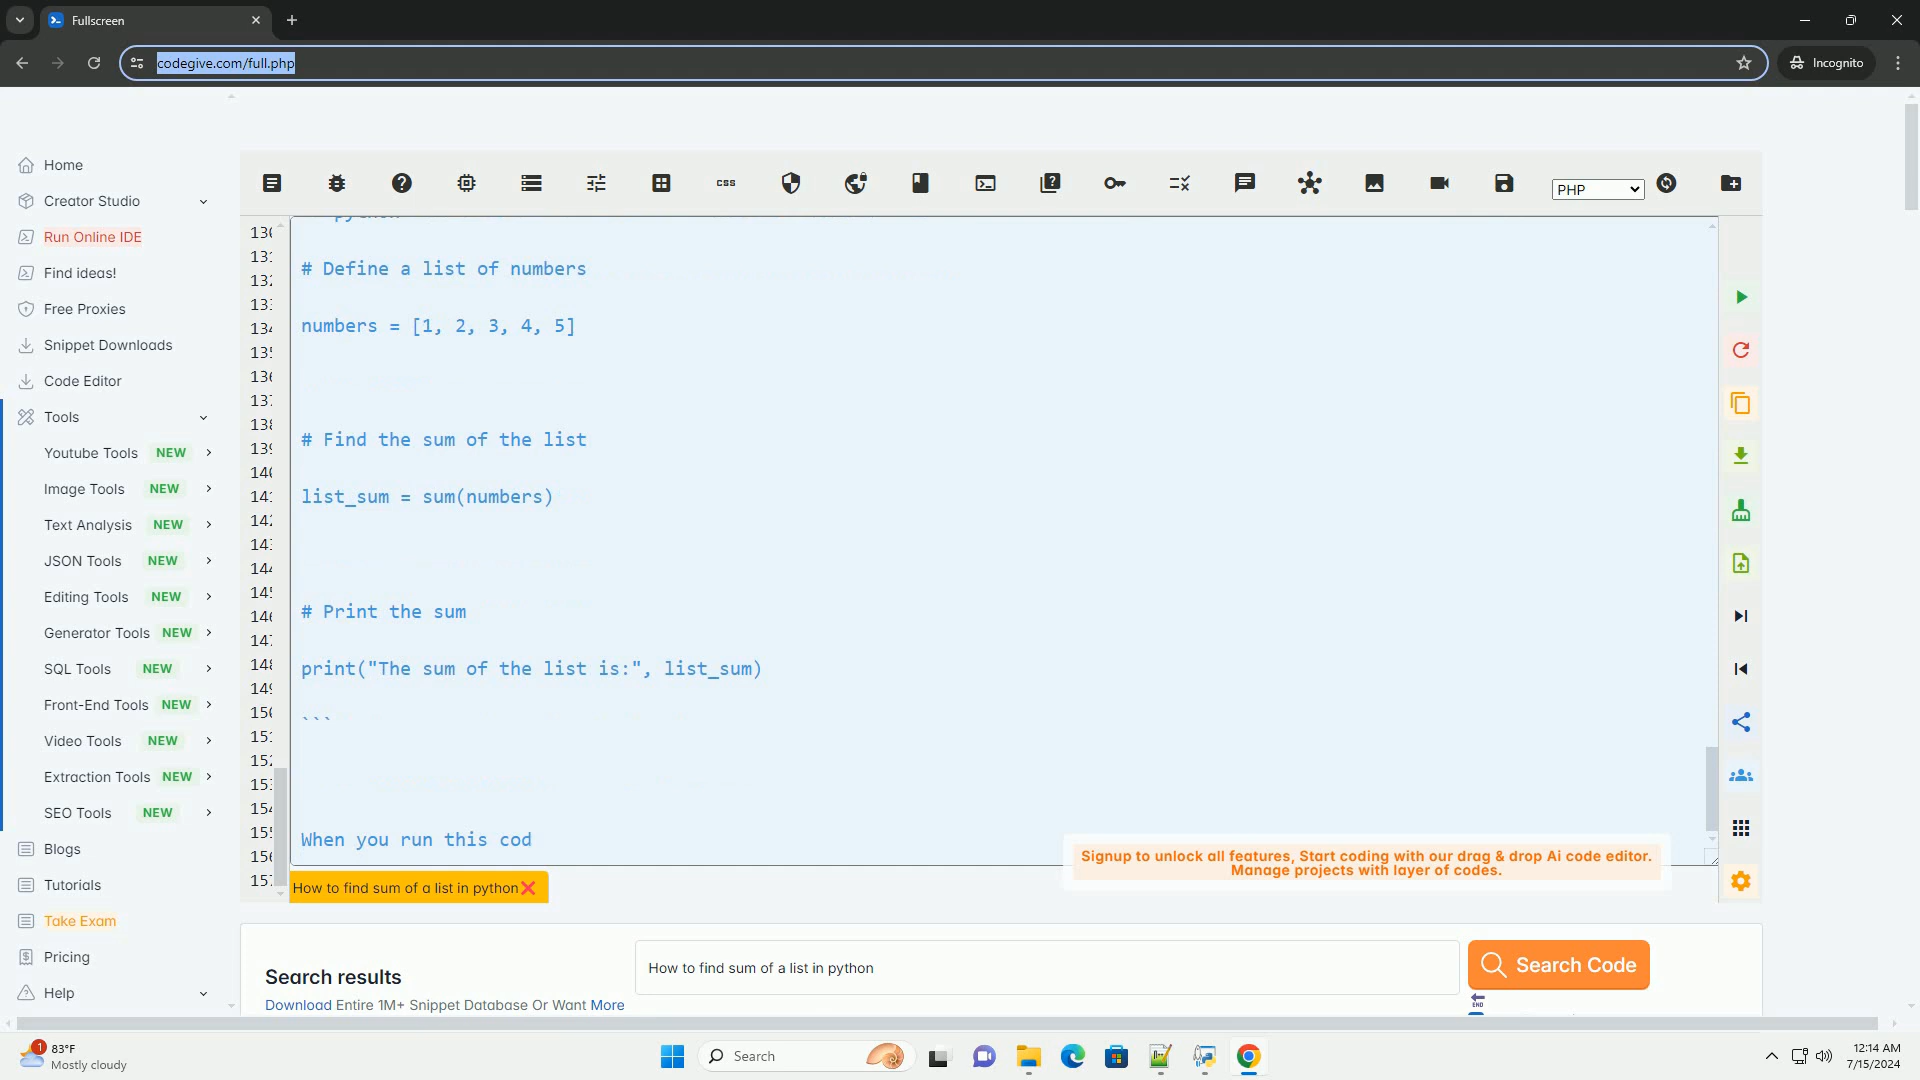 Fullscreen
codegive.com/full.php
Incognito
Home
Creator Studio
Run Online IDE
Find ideas!
Free Proxies
Snippet Downloads
Code Editor
Tools
Youtube Tools NEW
Image Tools NEW
Text Analysis NEW
JSON Tools NEW
Editing Tools NEW
Generator Tools NEW
SQL Tools NEW
Front-End Tools NEW
Video Tools NEW
Extraction Tools NEW
SEO Tools NEW
Blogs
Tutorials
Take Exam
Pricing
Help
css
PHP
# Define a list of numbers
numbers = [1, 2, 3, 4, 5]
# Find the sum of the list
list_sum = sum(numbers)
# Print the sum
print("The sum of the list is:", list_sum)
```
When you run this cod
Signup to unlock all features, Start coding with our drag & drop Ai code editor.
Manage projects with layer of codes.
How to find sum of a list in python
Search results
How to find sum of a list in python
Search Code
Download Entire 1M+ Snippet Database Or Want More
END
1
83°F
Mostly cloudy
Search
12:14 AM
7/15/2024